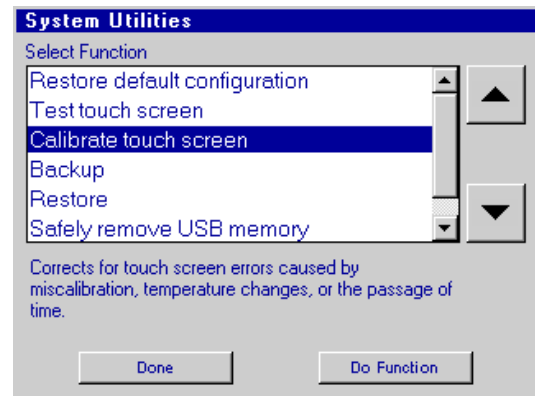 System Utilities
Select Function
Restore default configuration
Test touch screen
Calibrate touch screen
Backup
Restore
Safely remove USB memory
Corrects for touch screen errors caused by
miscalibration, temperature changes, or the passage of
time.
Done
Do Function